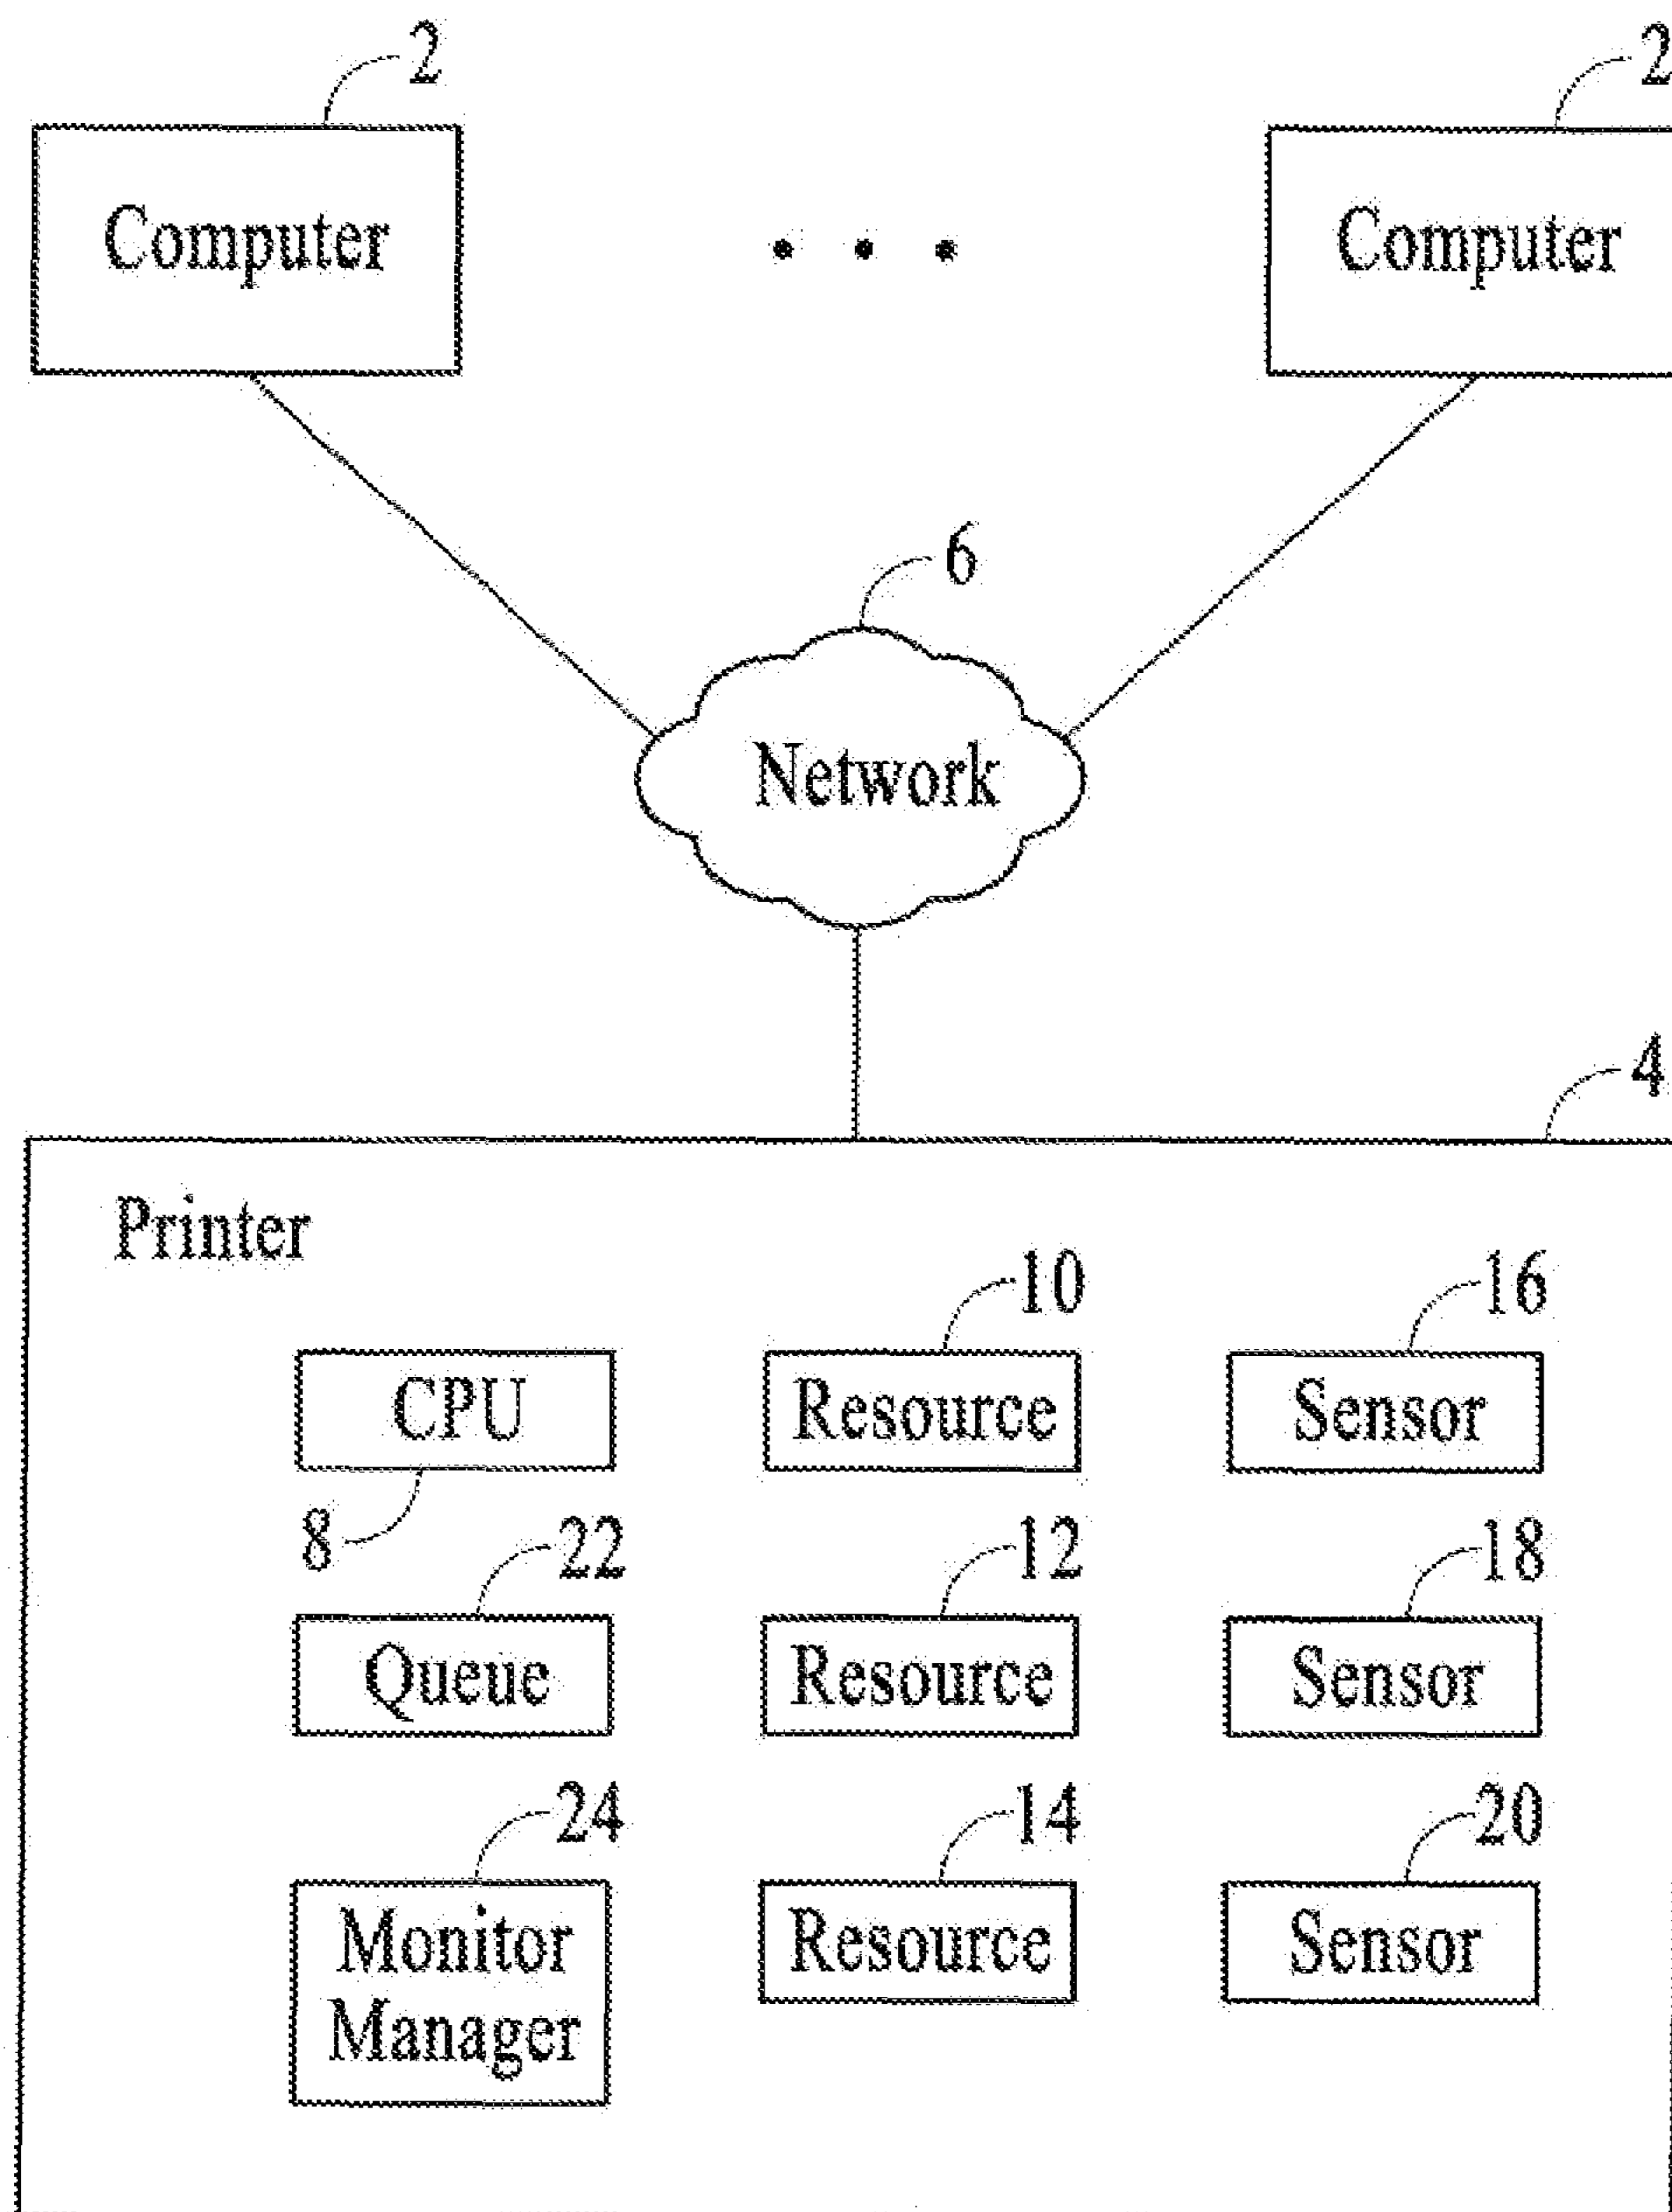 2 2
Computer Computer
6
Network
4
Printer
10 16
CPU Resource Sensor
8 22 12 18
Queue Resource Sensor
24 14 20
Monitor Resource Sensor
Manager